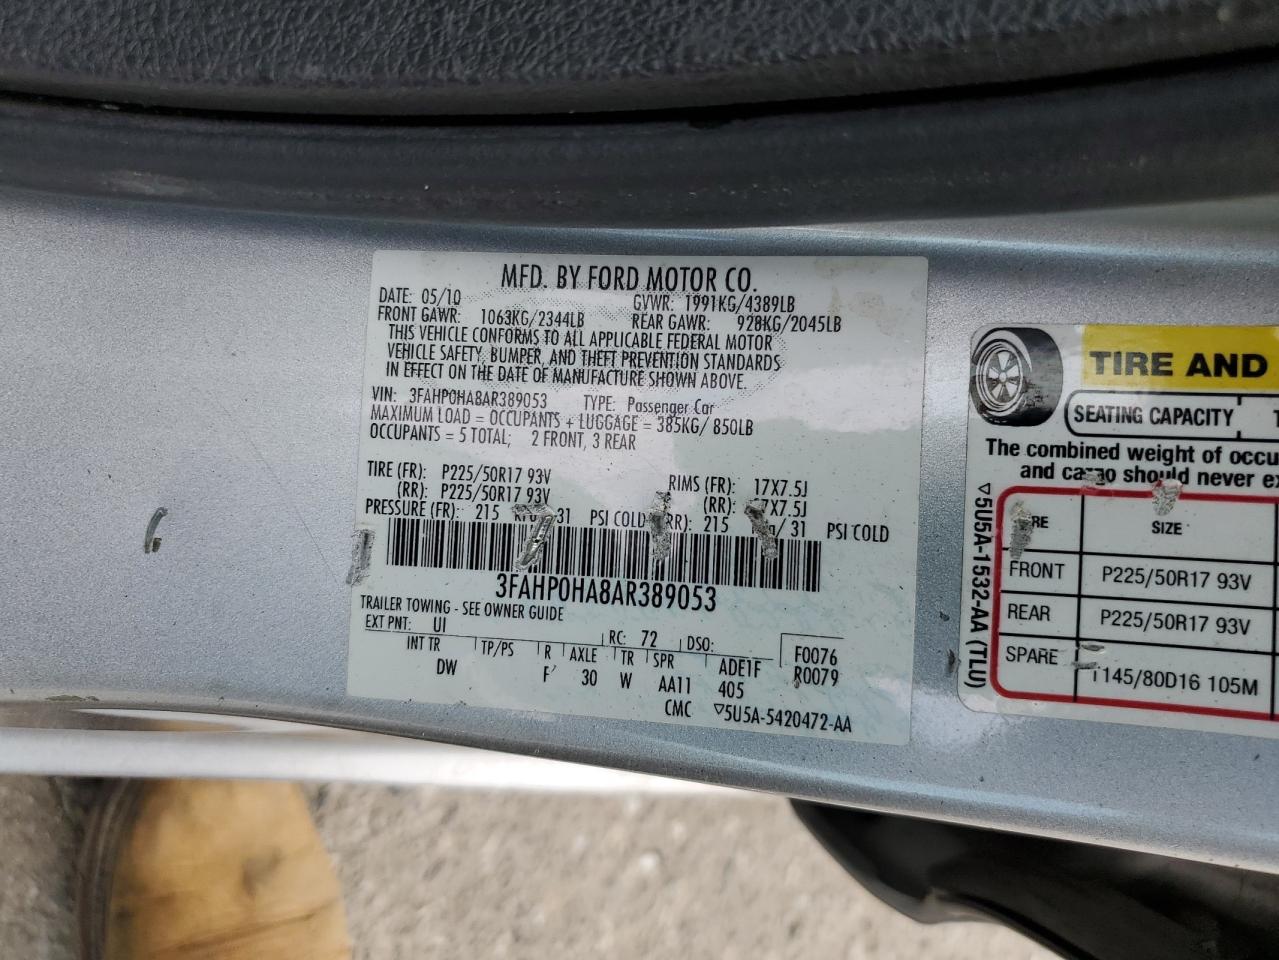 MFD. BY FORD MOTOR CO.
DATE: 05/10 GVWR: 1991KG/4389LB
FRONT GAWR: 1063KG/2344LB REAR GAWR: 928KG/2045LB
THIS VEHICLE CONFORMS TO ALL APPLICABLE FEDERAL MOTOR
VEHICLE SAFETY, BUMPER, AND THEFT PREVENTION STANDARDS
IN EFFECT ON THE DATE OF MANUFACTURE SHOWN ABOVE.
VIN: 3FAHP0HA8AR389053 TYPE: Passenger Car
MAXIMUM LOAD = OCCUPANTS + LUGGAGE = 385KG/ 850LB
OCCUPANTS = 5 TOTAL; 2 FRONT, 3 REAR
TIRE (FR): P225/50R17 93V RIMS (FR): 17X7.5J
(RR): P225/50R17 93V (RR): 7X7.5J
PRESSURE (FR): 215 31 PSI COLD (RR): 215 / 31 PSI COLD
3FAHP0HA8AR389053
TRAILER TOWING - SEE OWNER GUIDE
EXT PNT: UI RC: 72 DSO:
INT TR TP/PS R AXLE TR SPR ADE1F F0076
DW F 30 W AA11 405 R0079
CMC ▽5U5A-5420472-AA
TIRE AND
SEATING CAPACITY
The combined weight of occu
and cargo should never ex
▽5U5A-1532-AA (TLU)
RE SIZE
FRONT P225/50R17 93V
REAR P225/50R17 93V
SPARE T145/80D16 105M